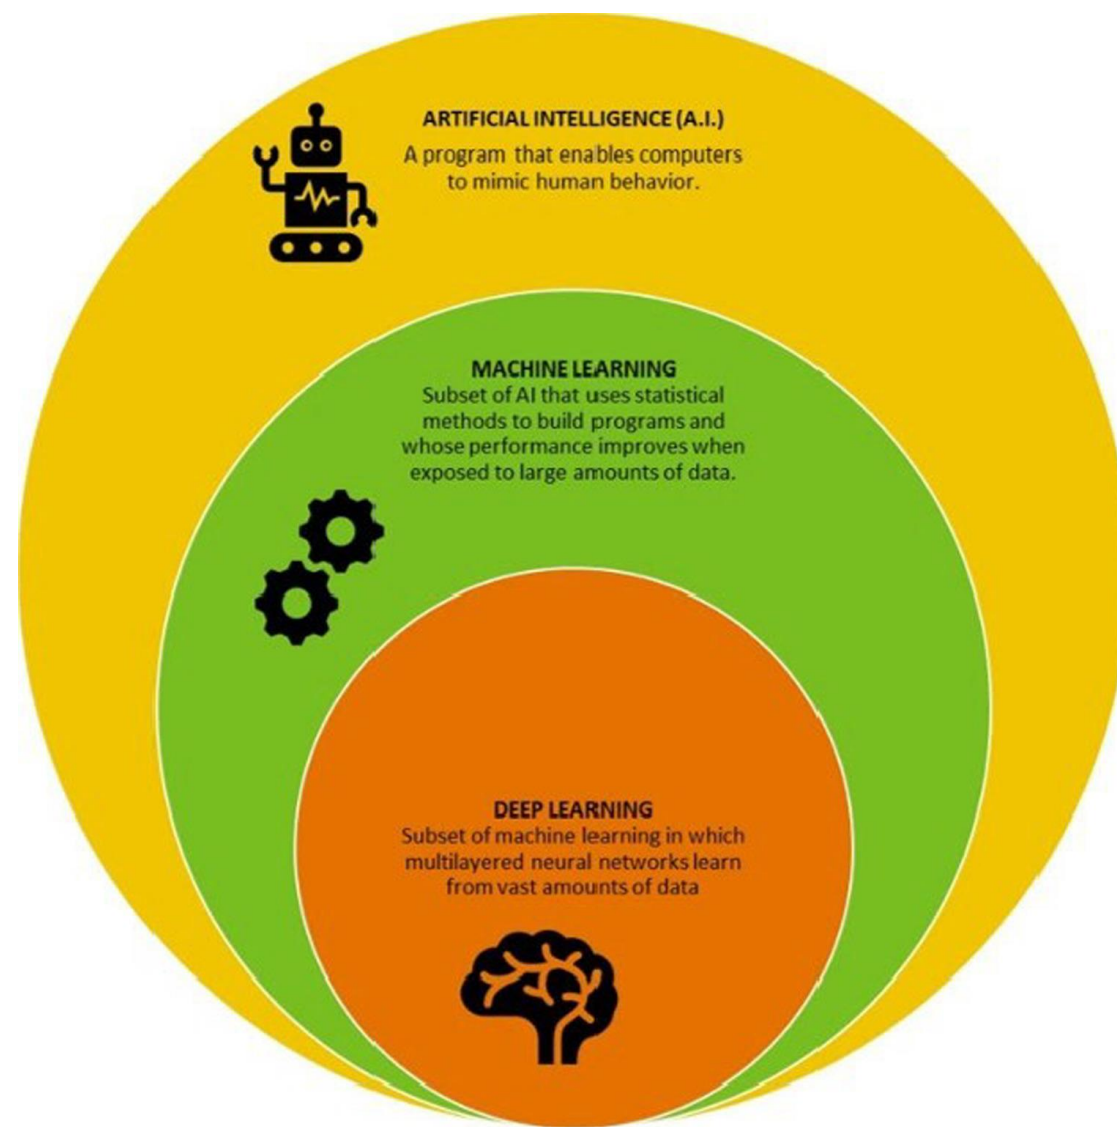 ARTIFICIAL INTELLIGENCE (A.I.)
A program that enables computers
to mimic human behavior.
MACHINE LEARNING
Subset of AI that uses statistical
methods to build programs and
whose performance improves when
exposed to large amounts of data.
DEEP LEARNING
Subset of machine learning in which
multilayered neural networks learn
from vast amounts of data